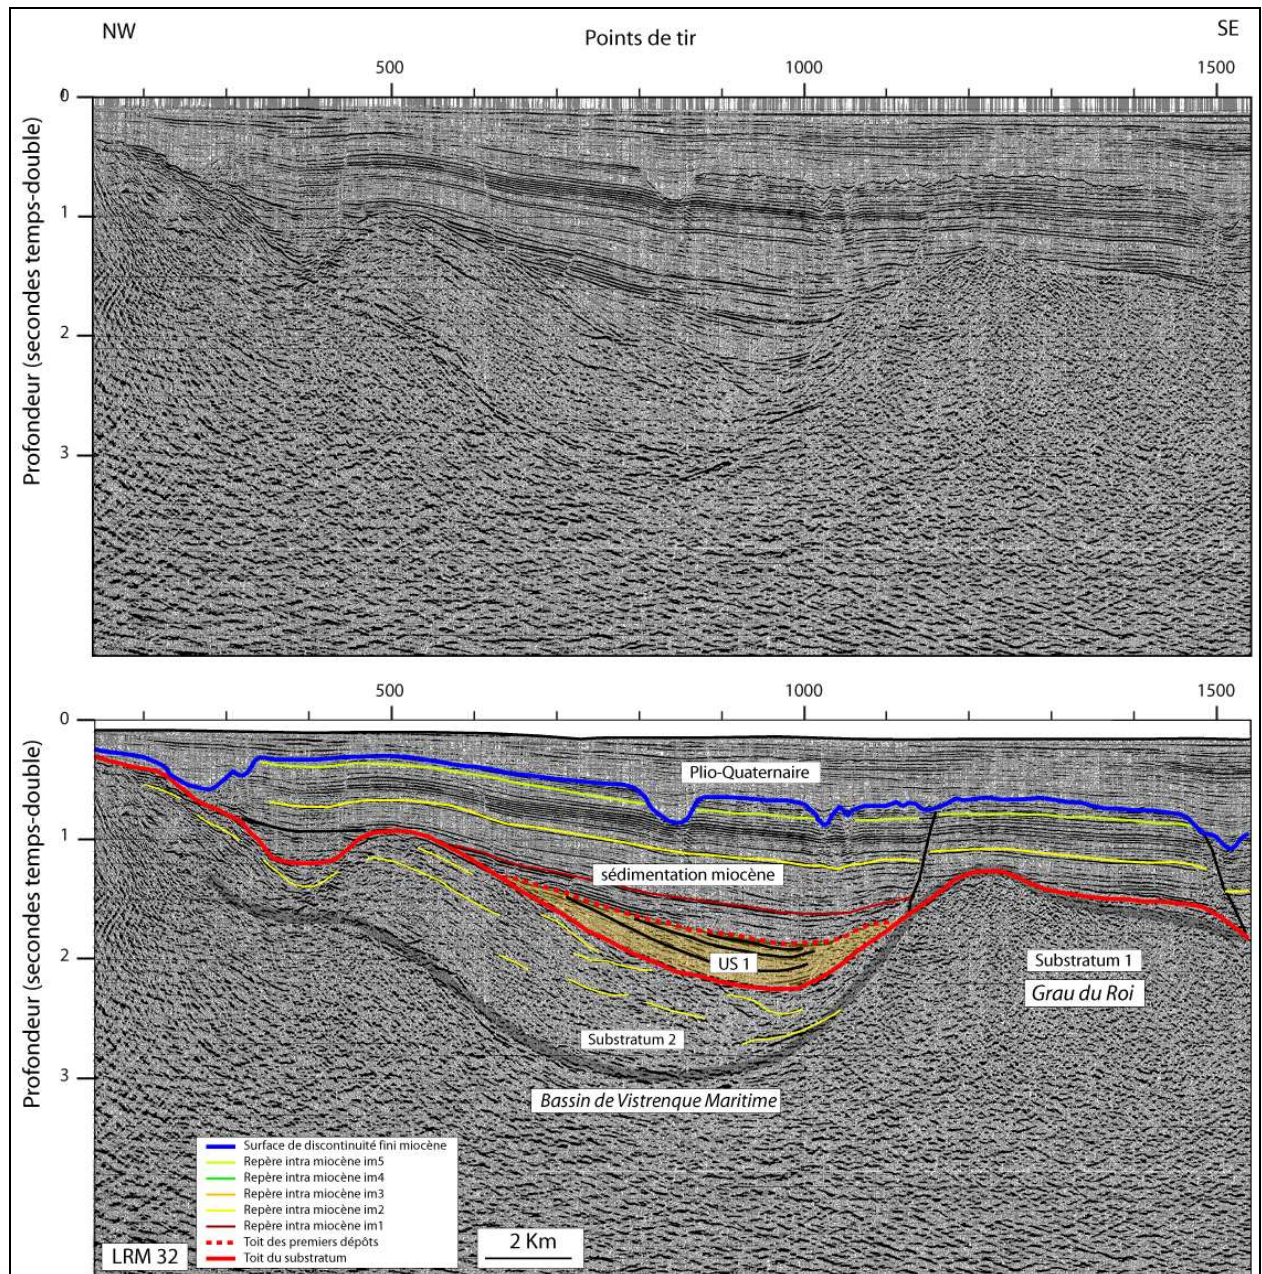 NW
SE
Points de tir
500
1000
1500
0
1
2
3
Profondeur (secondes temps-double)
500
1000
1500
0
1
2
3
Profondeur (secondes temps-double)
Plio-Quaternaire
sédimentation miocène
US 1
Substratum 1
Grau du Roi
Substratum 2
Bassin de Vistrenque Maritime
Surface de discontinuité fini miocène
Repère intra miocène im5
Repère intra miocène im4
Repère intra miocène im3
Repère intra miocène im2
Repère intra miocène im1
Toit des premiers dépôts
Toit du substratum
LRM 32
2 Km